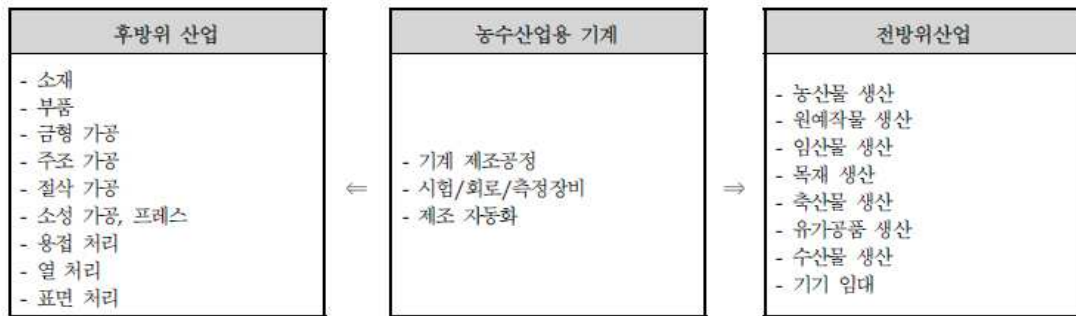 후방위 산업
- 소재
- 부품
- 금형 가공
- 주조 가공
- 절삭 가공
- 소성 가공, 프레스
- 용접 처리
- 열 처리
- 표면 처리
⇐
농수산업용 기계
- 기계 제조공정
- 시험/회로/측정장비
- 제조 자동화
⇒
전방위산업
- 농산물 생산
- 원예작물 생산
- 임산물 생산
- 목재 생산
- 축산물 생산
- 유가공품 생산
- 수산물 생산
- 기기 임대